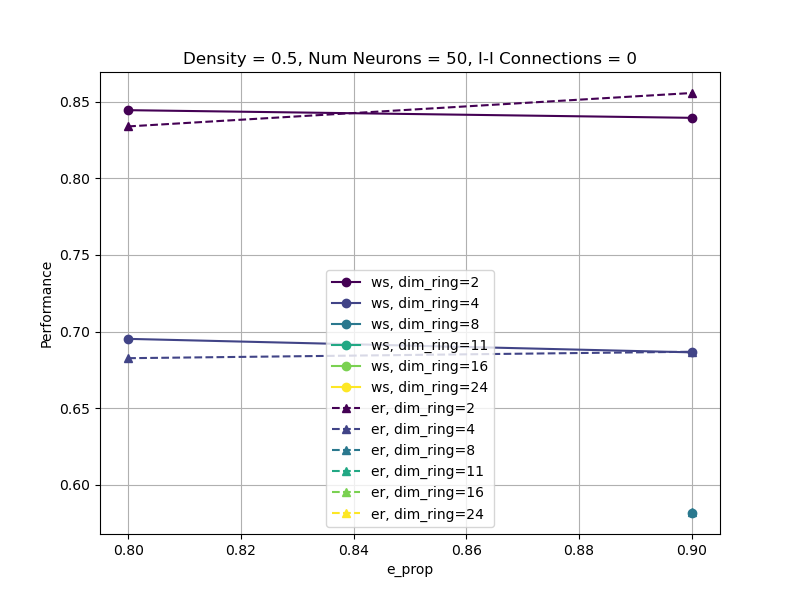 Density = 0.5, Num Neurons = 50, I-I Connections = 0
Performance
0.85
0.80
0.75
0.70
0.65
0.60
ws, dim_ring=2
ws, dim_ring=4
ws, dim_ring=8
ws, dim_ring=11
ws, dim_ring=16
ws, dim_ring=24
er, dim_ring=2
er, dim_ring=4
er, dim_ring=8
er, dim_ring=11
er, dim_ring=16
er, dim_ring=24
0.80 0.82 0.84 0.86 0.88 0.90
e_prop